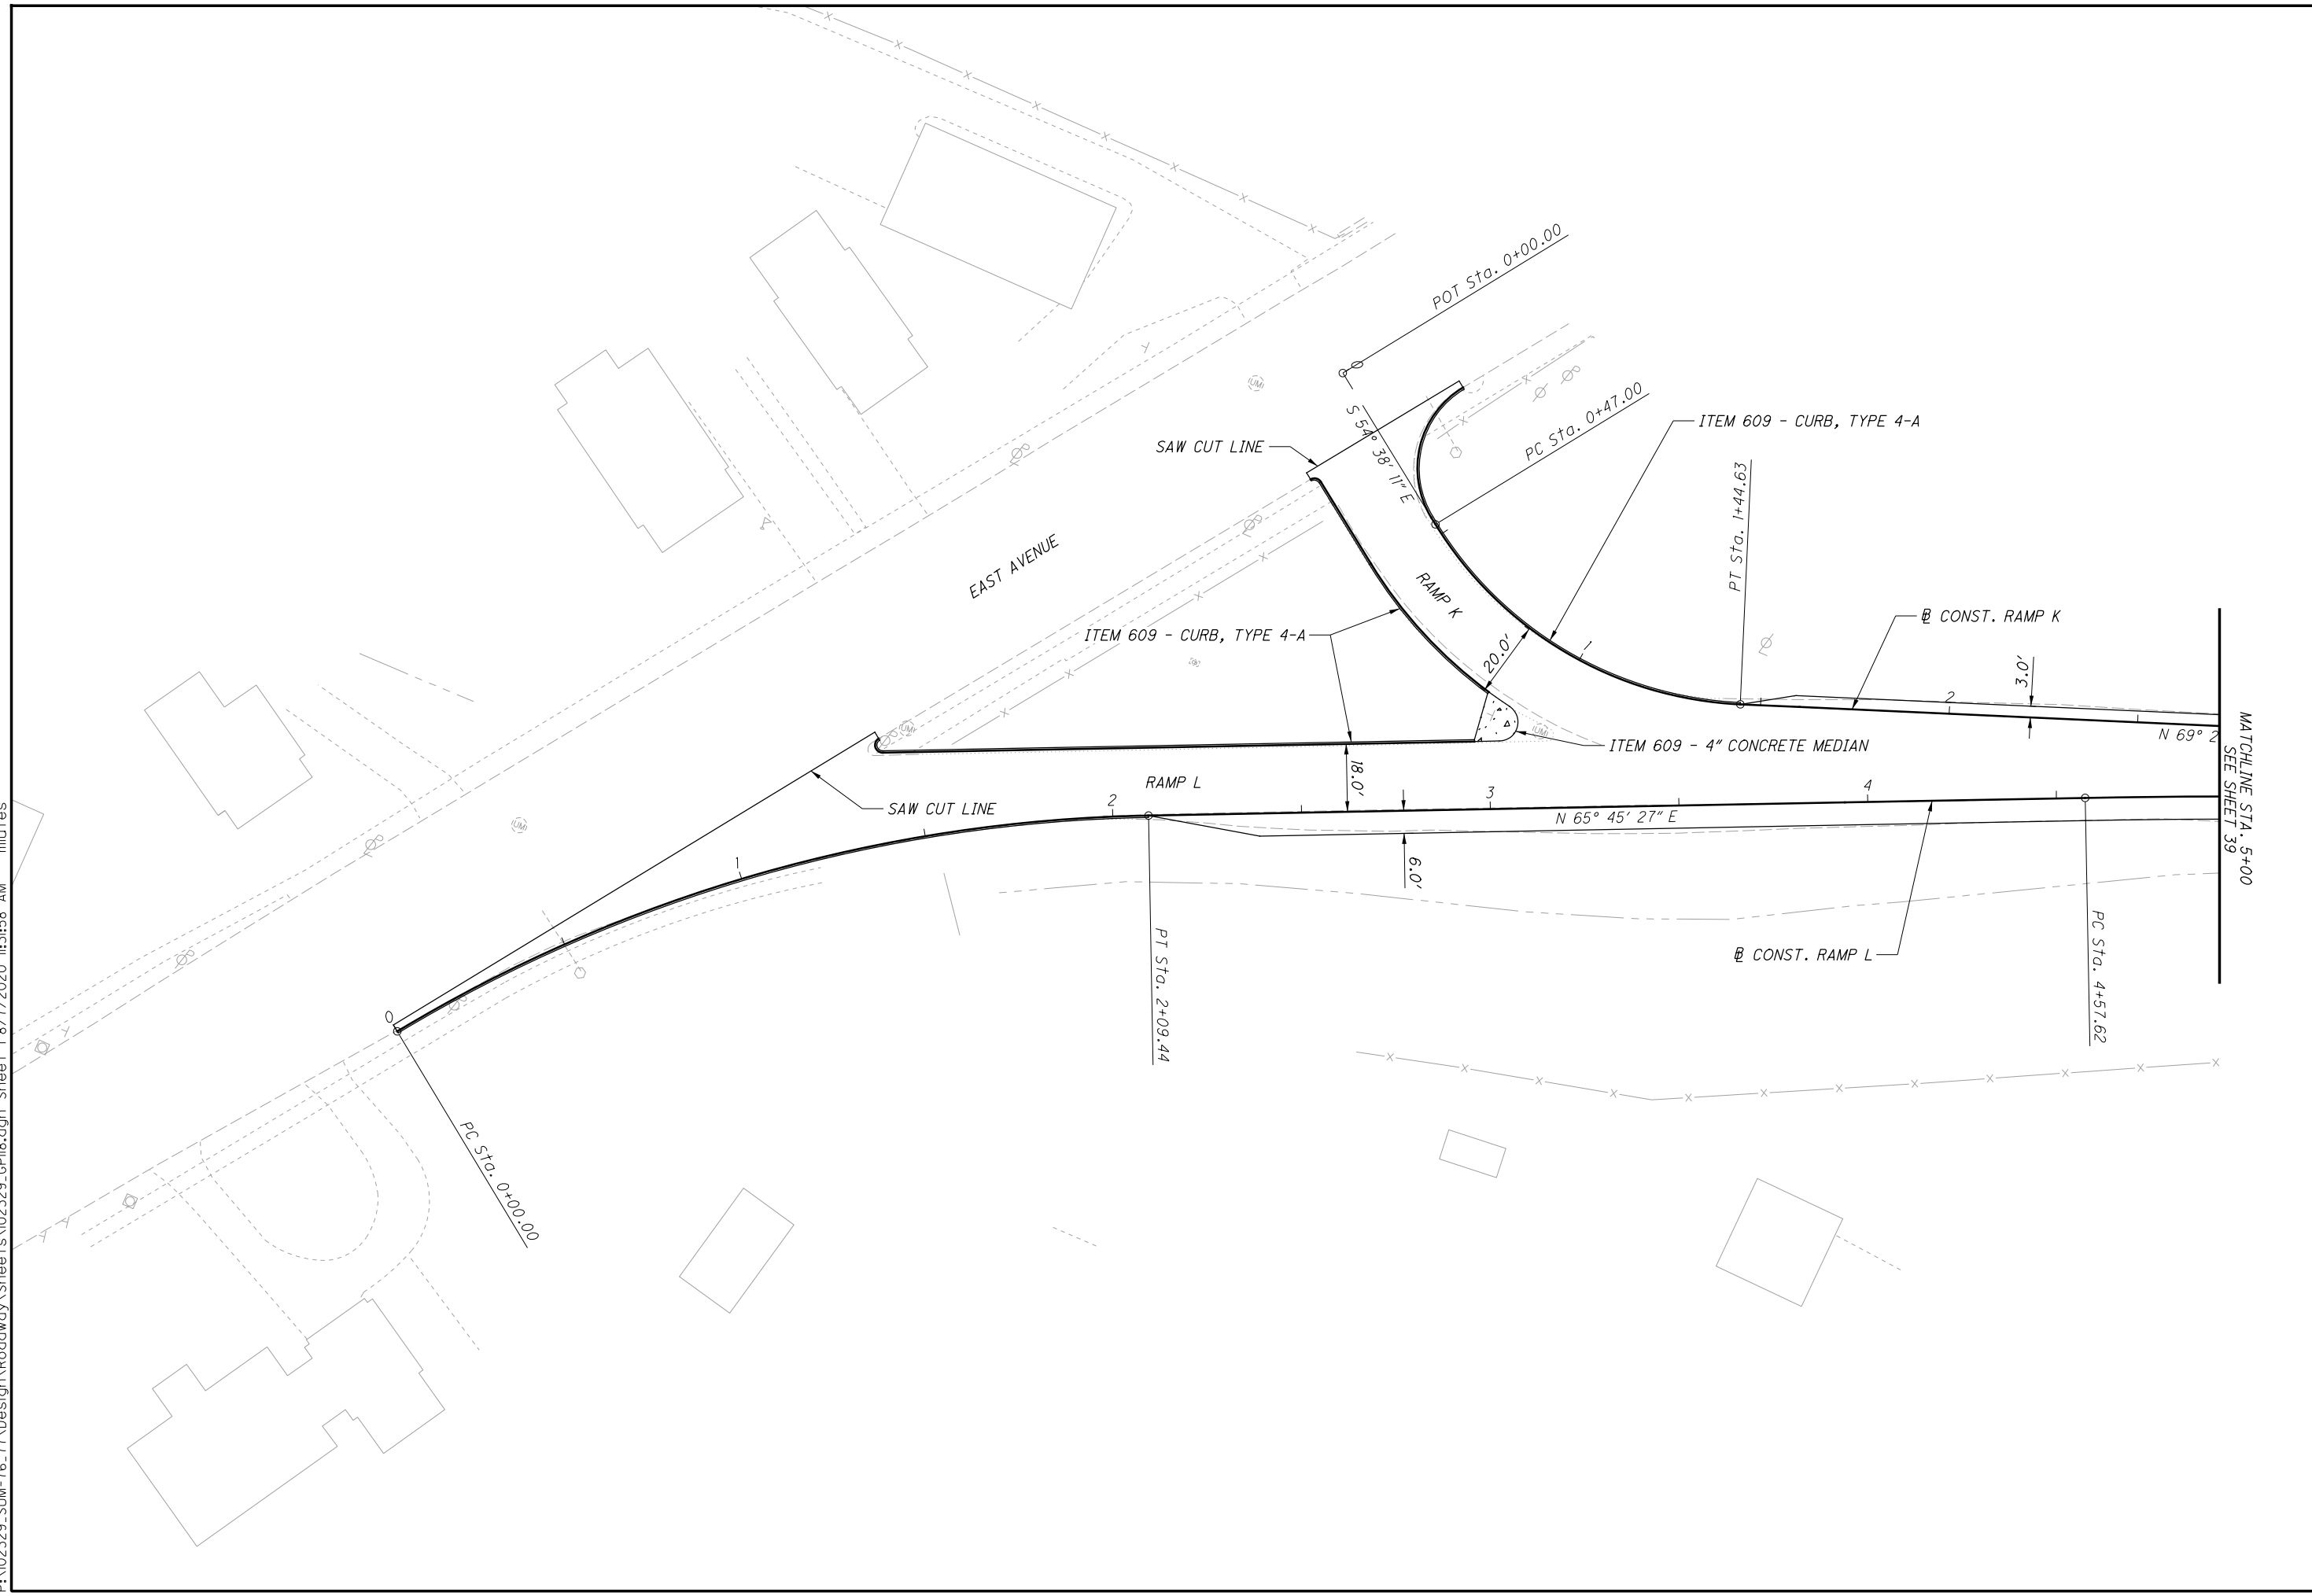 POT Sta. 0+00.00
0
S 54° 38' 11" E
PC Sta. 0+47.00
ITEM 609 - CURB, TYPE 4-A
SAW CUT LINE
PT Sta. 1+44.63
EAST AVENUE
RAMP K
20.0'
1
ITEM 609 - CURB, TYPE 4-A
℄ CONST. RAMP K
3.0'
2
N 69° 2
MATCHLINE STA. 5+00
SEE SHEET 39
ITEM 609 - 4" CONCRETE MEDIAN
RAMP L
18.0'
SAW CUT LINE
2
3
4
N 65° 45' 27" E
1
6.0'
PT Sta. 2+09.44
℄ CONST. RAMP L
PC Sta. 4+57.62
0
PC Sta. 0+00.00